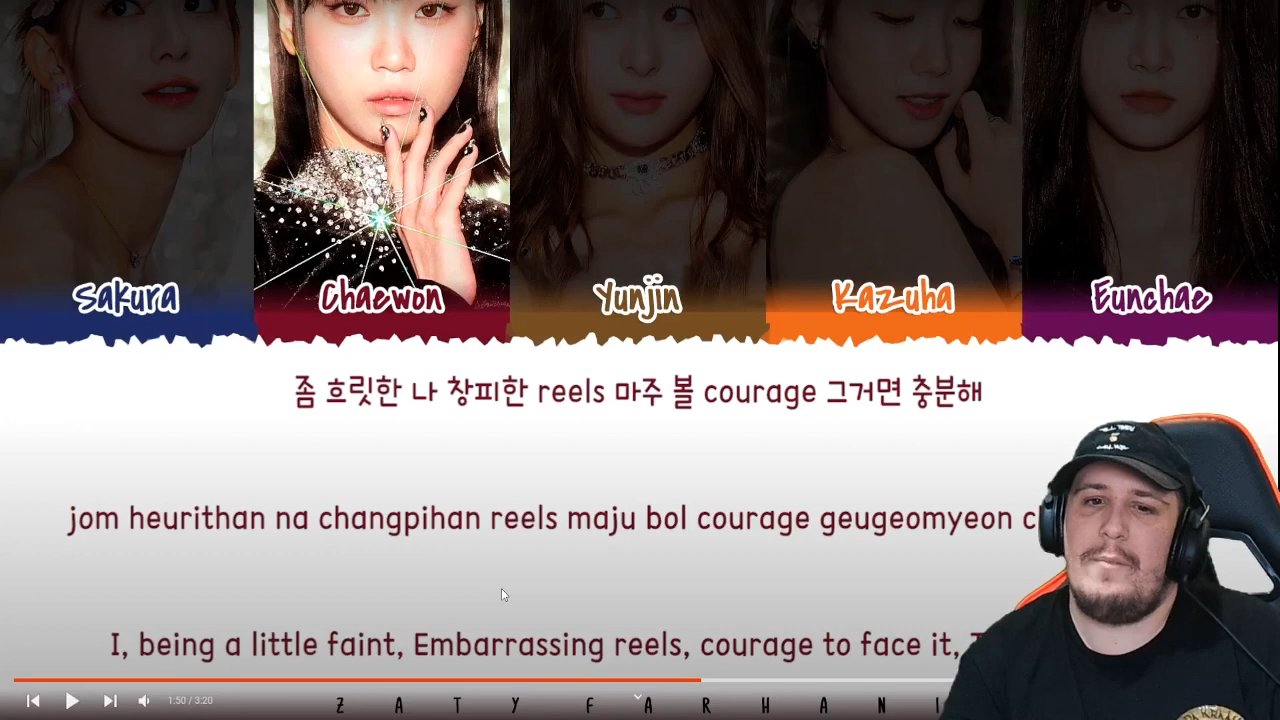 Sakura
Chaewon
Yunjin
Kazuha
Eunchae
좀 흐릿한 나 창피한 reels 마주 볼 courage 그거면 충분해
jom heurithan na changpihan reels maju bol courage geugeomyeon c
I, being a little faint, Embarrassing reels, courage to face it,
1:50 / 3:20
ZATY FARHANI